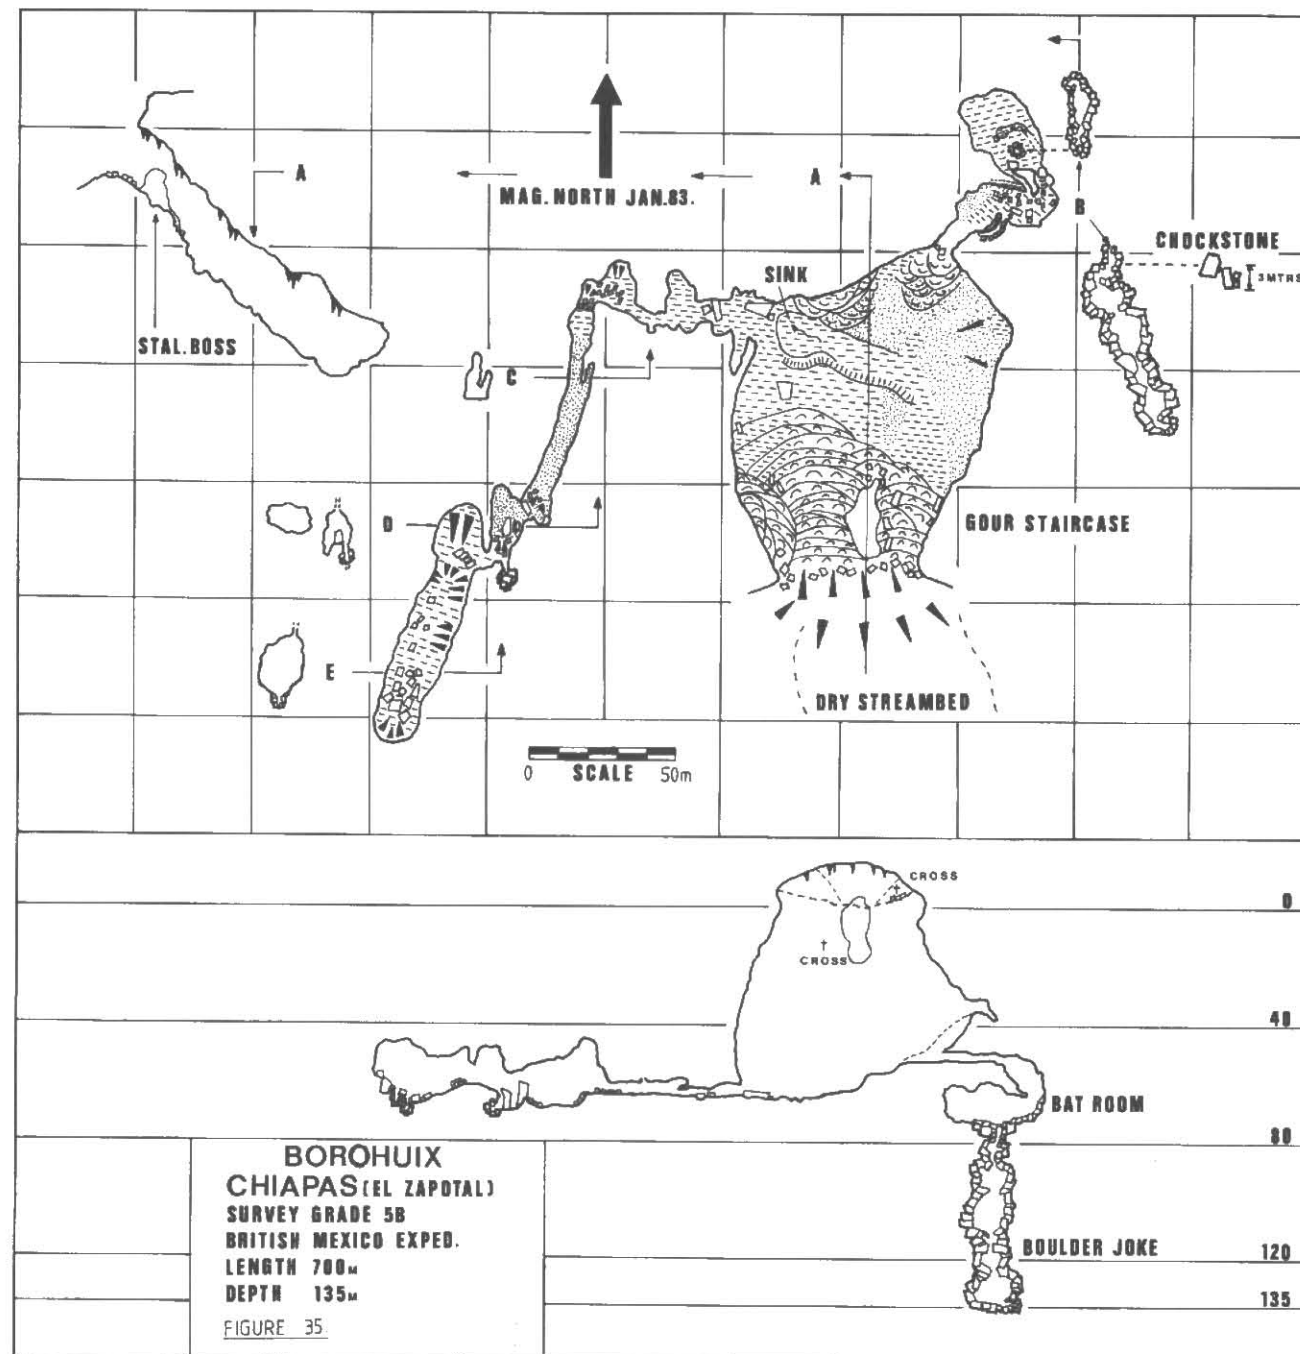 A
MAG. NORTH JAN.83.
A
B
CHOCKSTONE
3 MTRS
SINK
STAL. BOSS
C
D
GOUR STAIRCASE
E
DRY STREAMBED
0 SCALE 50m
CROSS
0
CROSS
40
BAT ROOM
80
BOULDER JOKE
120
135
BOROHUIX
CHIAPAS (EL ZAPOTAL)
SURVEY GRADE 5B
BRITISH MEXICO EXPED.
LENGTH 700M
DEPTH 135M
FIGURE 35